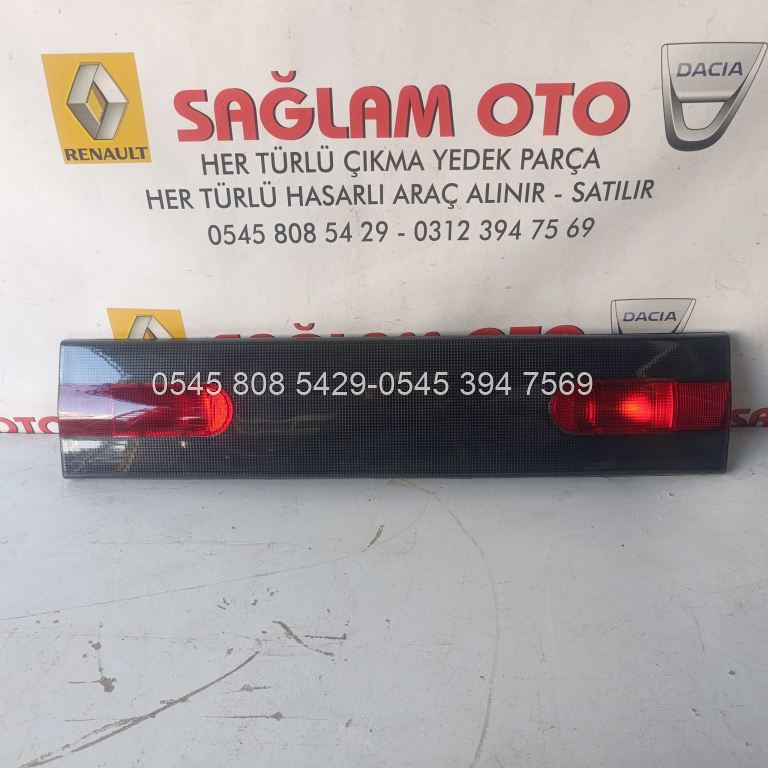 RENAULT
SAĞLAM OTO
DACIA
HER TÜRLÜ ÇIKMA YEDEK PARÇA
HER TÜRLÜ HASARLI ARAÇ ALINIR - SATILIR
0545 808 54 29 - 0312 394 75 69
DACIA
0545 808 5429-0545 394 7569
OTO